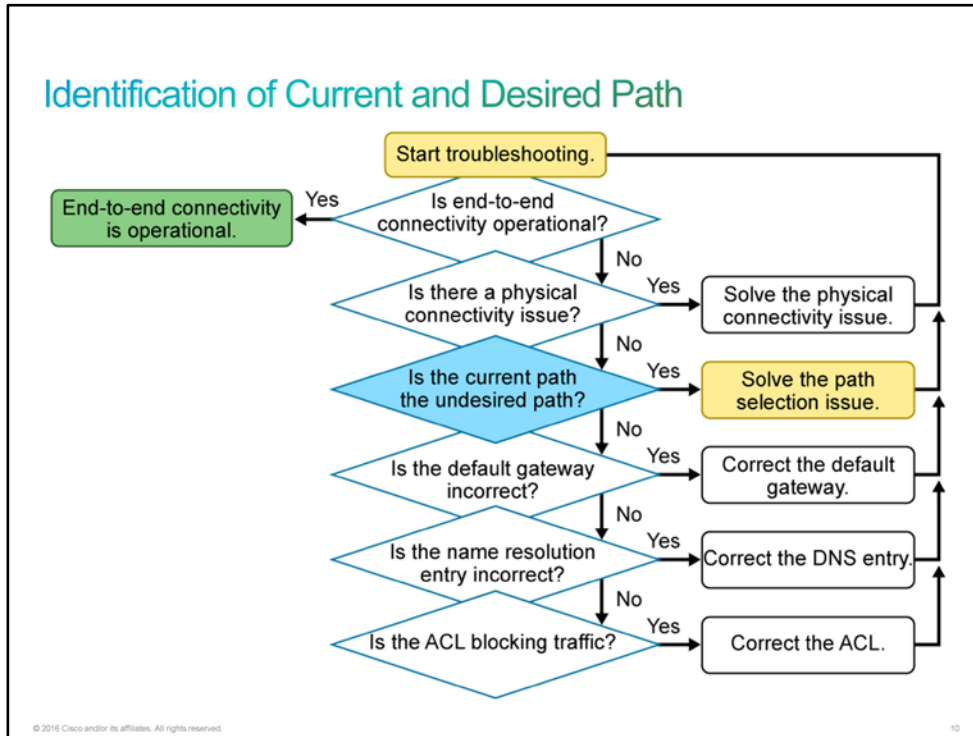 Identification of Current and Desired Path
Start troubleshooting.
Yes
Is end-to-end
connectivity operational?
End-to-end connectivity
is operational.
No
Is there a physical
connectivity issue?
Yes
Solve the physical
connectivity issue.
No
Is the current path
the undesired path?
Yes
Solve the path
selection issue.
No
Is the default gateway
incorrect?
Yes
Correct the default
gateway.
No
Is the name resolution
entry incorrect?
Yes
Correct the DNS entry.
No
Is the ACL blocking traffic?
Yes
Correct the ACL.
© 2016 Cisco and/or its affiliates. All rights reserved.
10